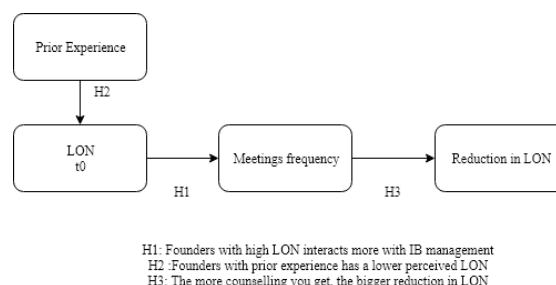 Prior Experience
H2
LON
t0
Meetings frequency
Reduction in LON
H1
H3
H1: Founders with high LON interacts more with IB management
H2 :Founders with prior experience has a lower perceived LON
H3: The more counselling you get, the bigger reduction in LON